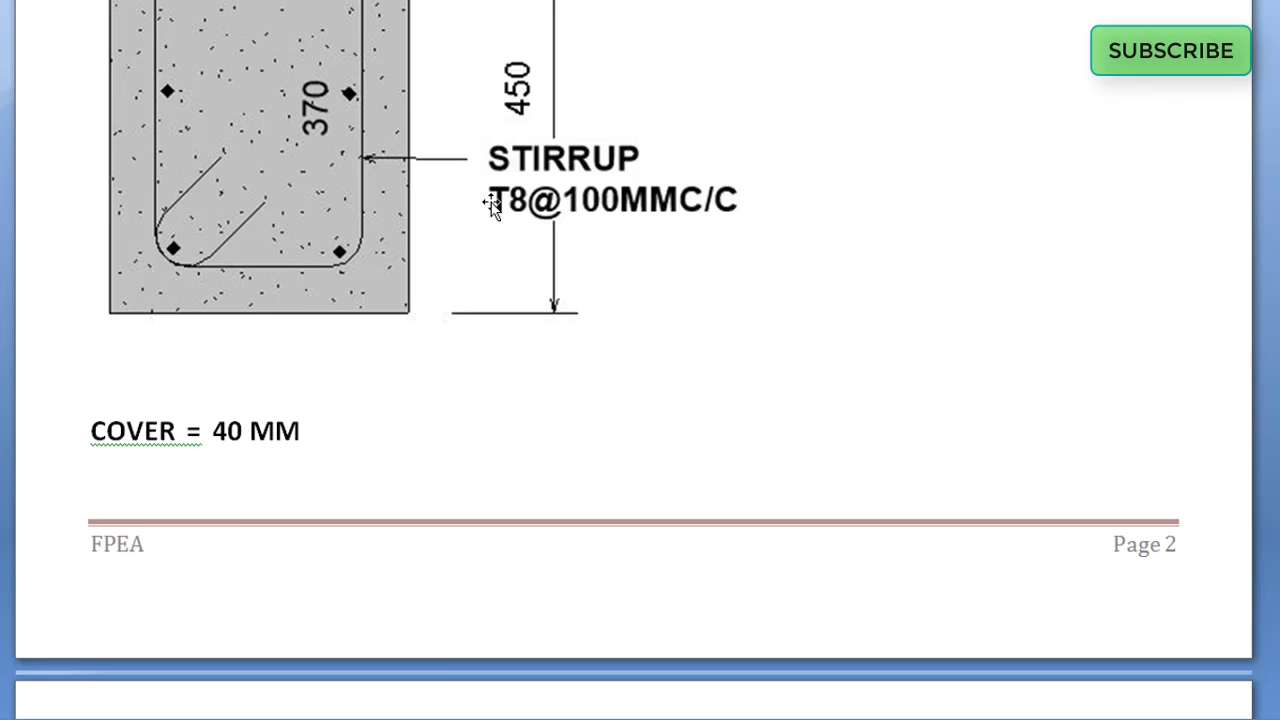 SUBSCRIBE
370
450
STIRRUP
T8@100MMC/C
COVER = 40 MM
FPEA
Page 2